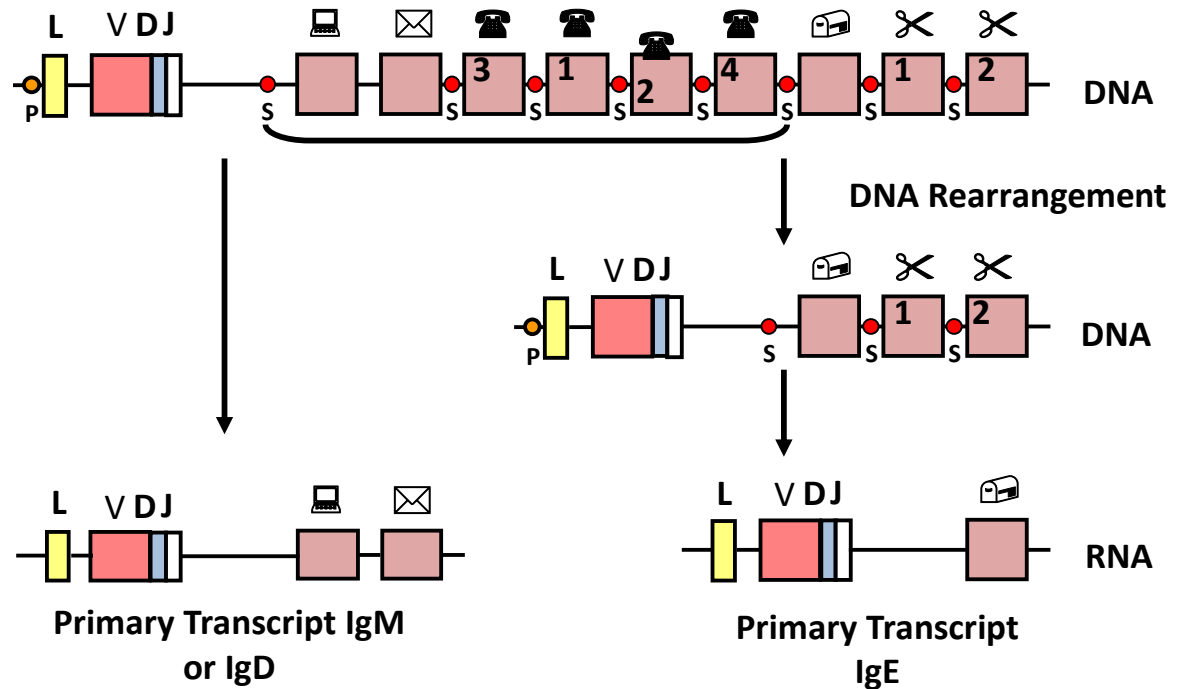 L V D J
3 1 2 4 1 2 DNA
P S S S S S S S S
DNA Rearrangement
L V D J
1 2 DNA
P S S S
L V D J
L V D J
RNA
Primary Transcript IgM
or IgD
Primary Transcript
IgE